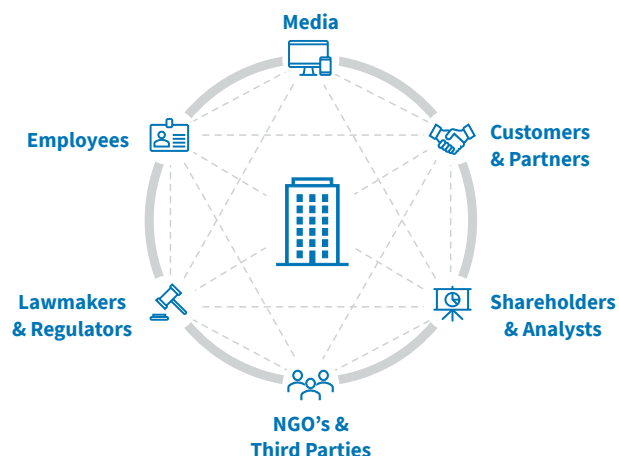 Media
Employees
Customers
& Partners
Lawmakers
& Regulators
Shareholders
& Analysts
NGO's &
Third Parties